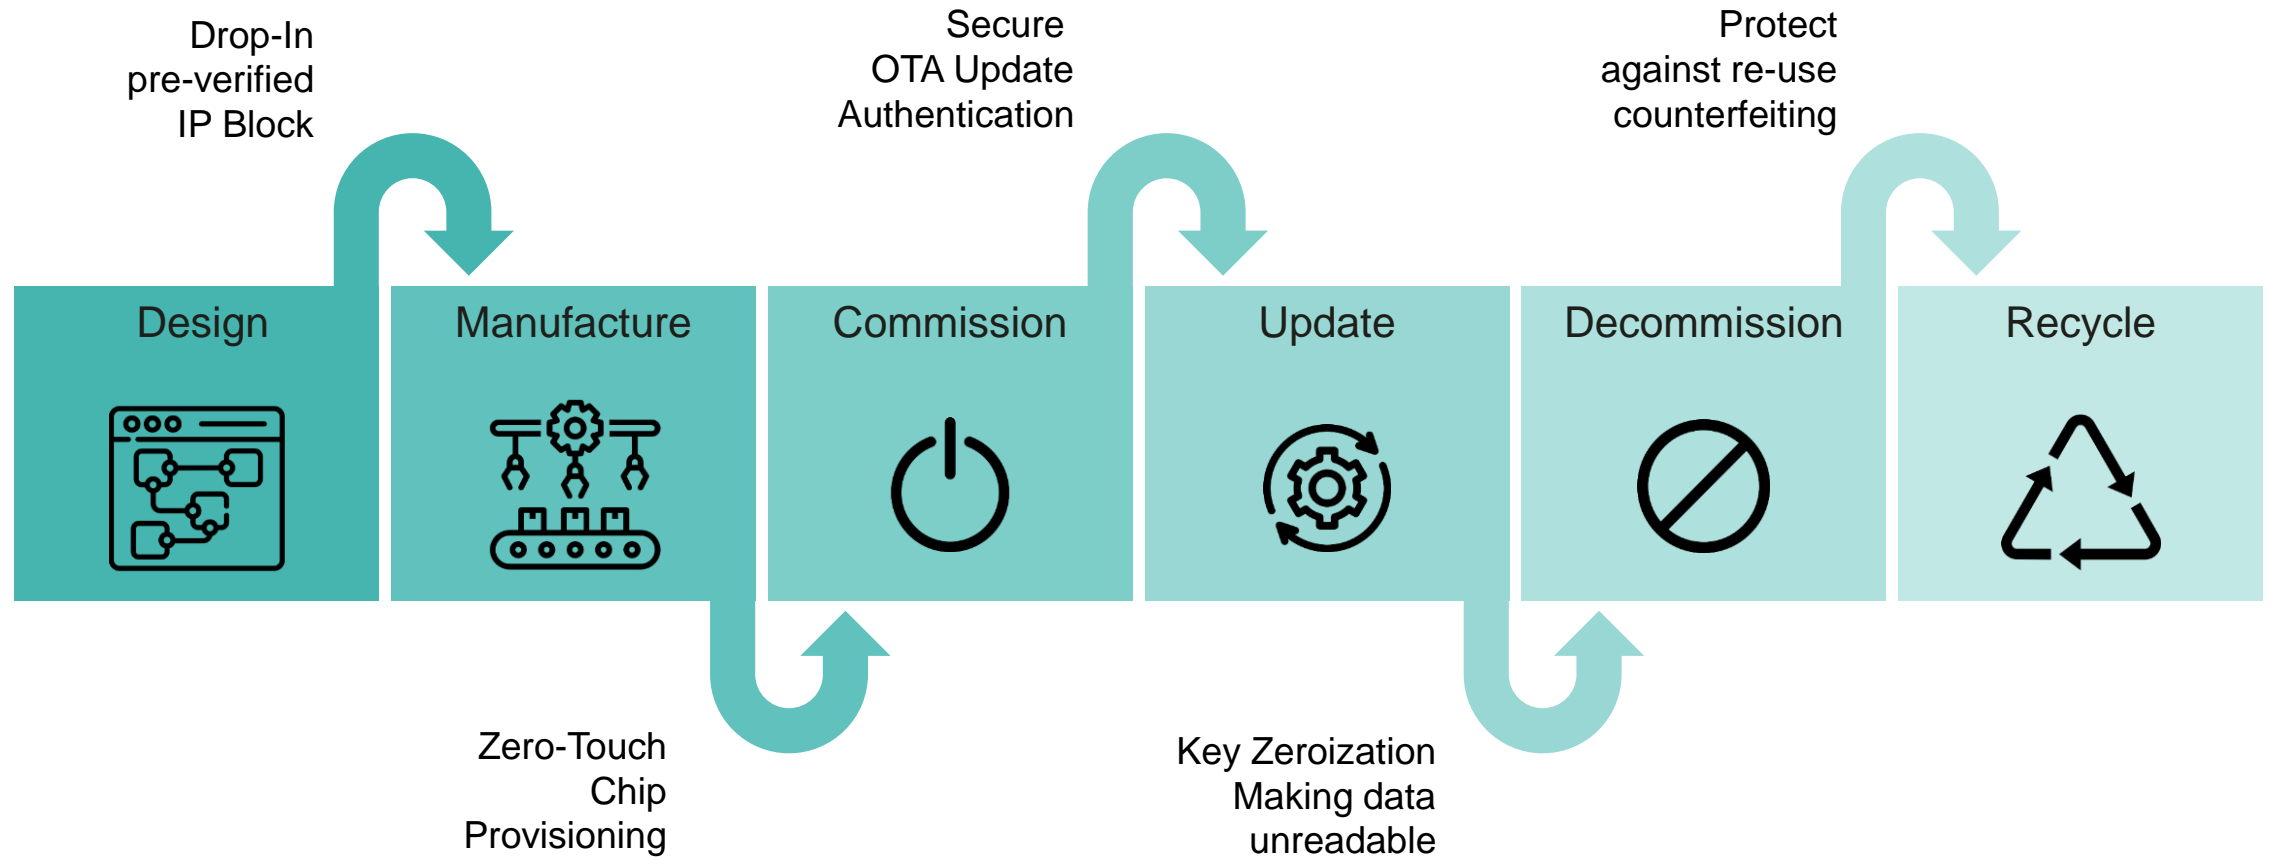 Drop-In
pre-verified
IP Block
Secure
OTA Update
Authentication
Protect
against re-use
counterfeiting
Design
Manufacture
Commission
Update
Decommission
Recycle
Zero-Touch
Chip
Provisioning
Key Zeroization
Making data
unreadable